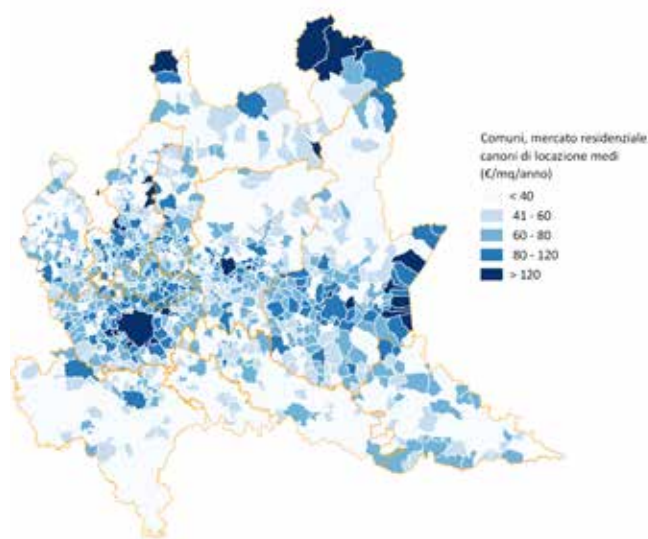 Comuni, mercato residenziale
canoni di locazione medi
(€/mq/anno)
< 40
41 - 60
60 - 80
80 - 120
> 120